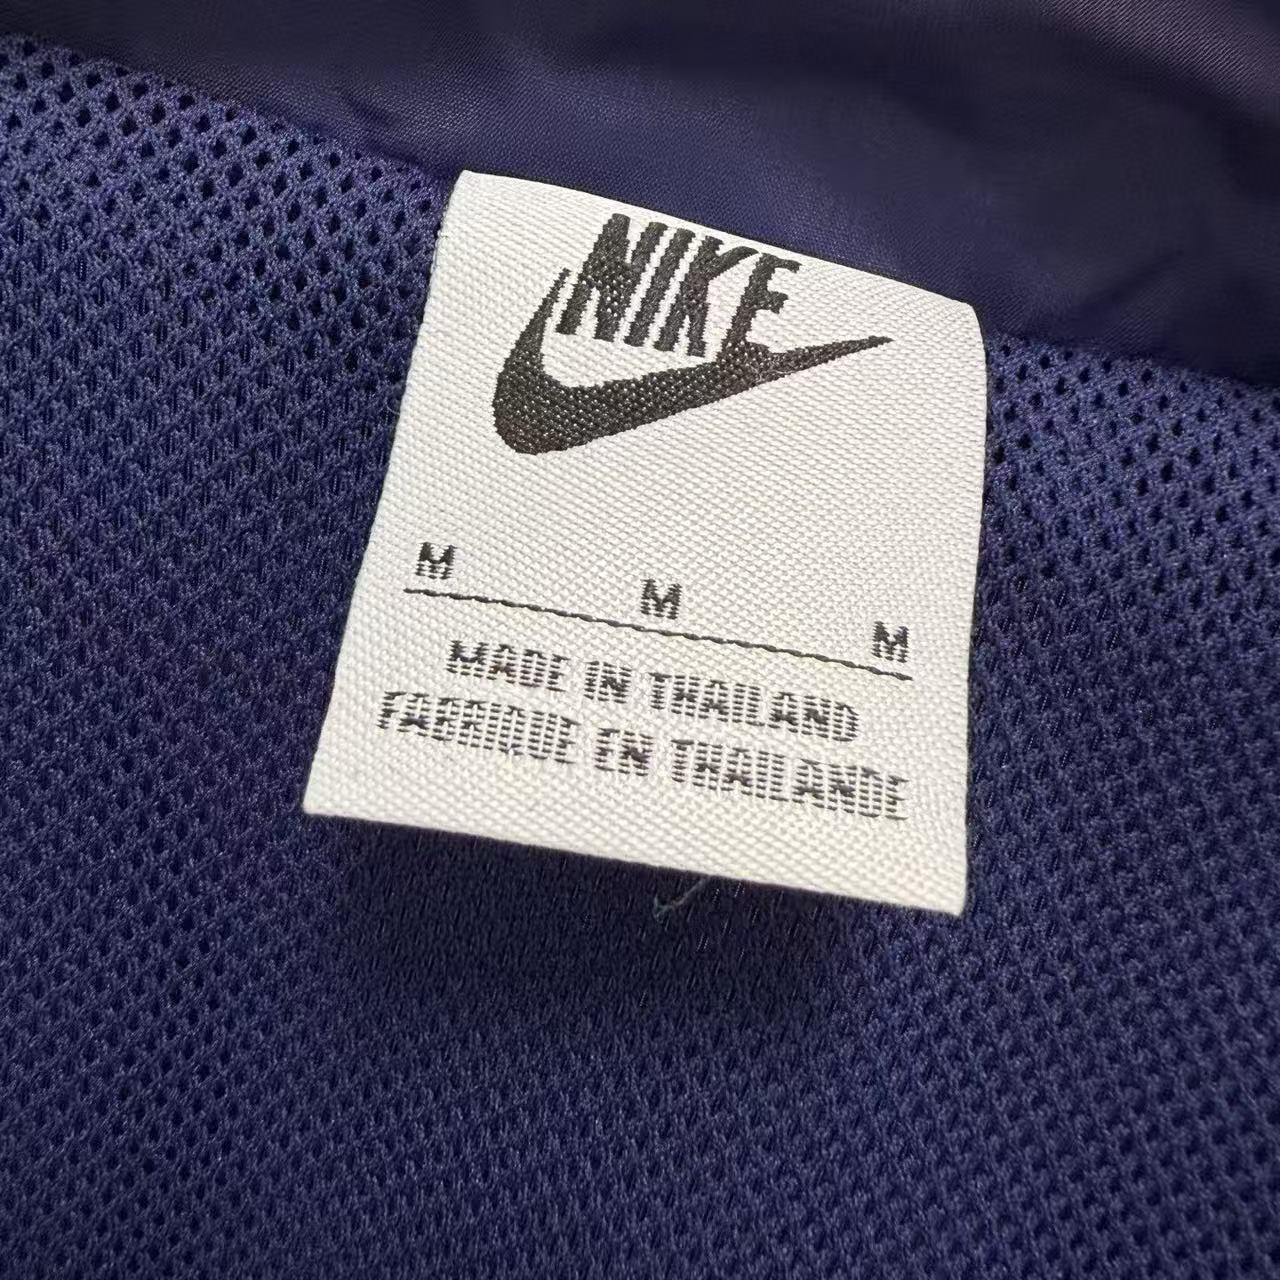 NIKE
M M M
MADE IN THAILAND
FABRIQUE EN THAILANDE